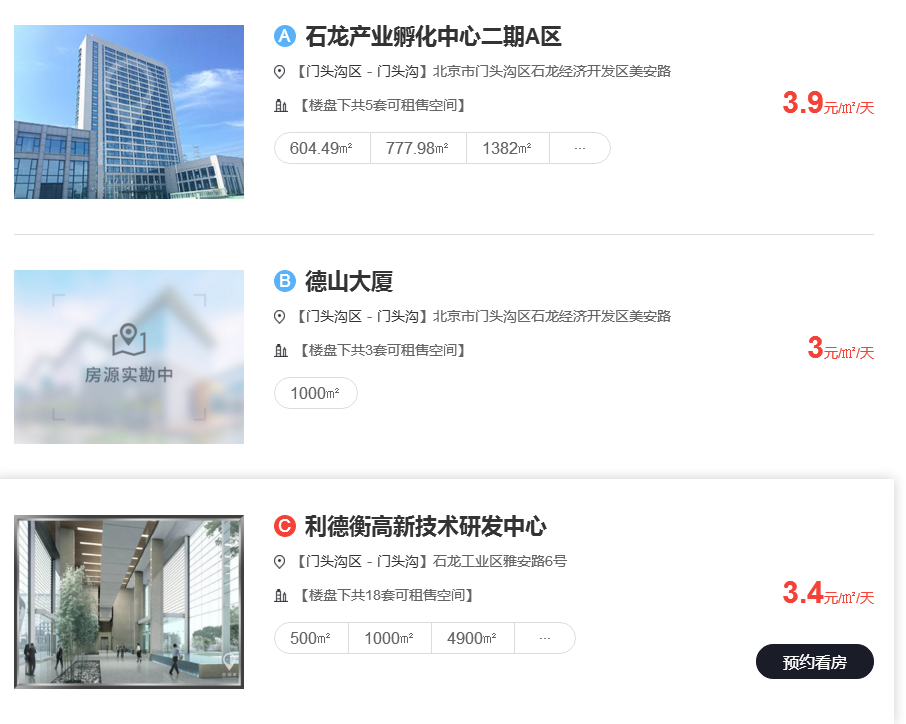 A 石龙产业孵化中心二期A区
【门头沟区 - 门头沟】北京市门头沟区石龙经济开发区美安路
【楼盘下共5套可租售空间】
3.9元/㎡/天
604.49㎡ 777.98㎡ 1382㎡ ...
B 德山大厦
【门头沟区 - 门头沟】北京市门头沟区石龙经济开发区美安路
【楼盘下共3套可租售空间】
3元/㎡/天
房源实勘中
1000㎡
C 利德衡高新技术研发中心
【门头沟区 - 门头沟】石龙工业区雅安路6号
【楼盘下共18套可租售空间】
3.4元/㎡/天
500㎡ 1000㎡ 4900㎡ ...
预约看房